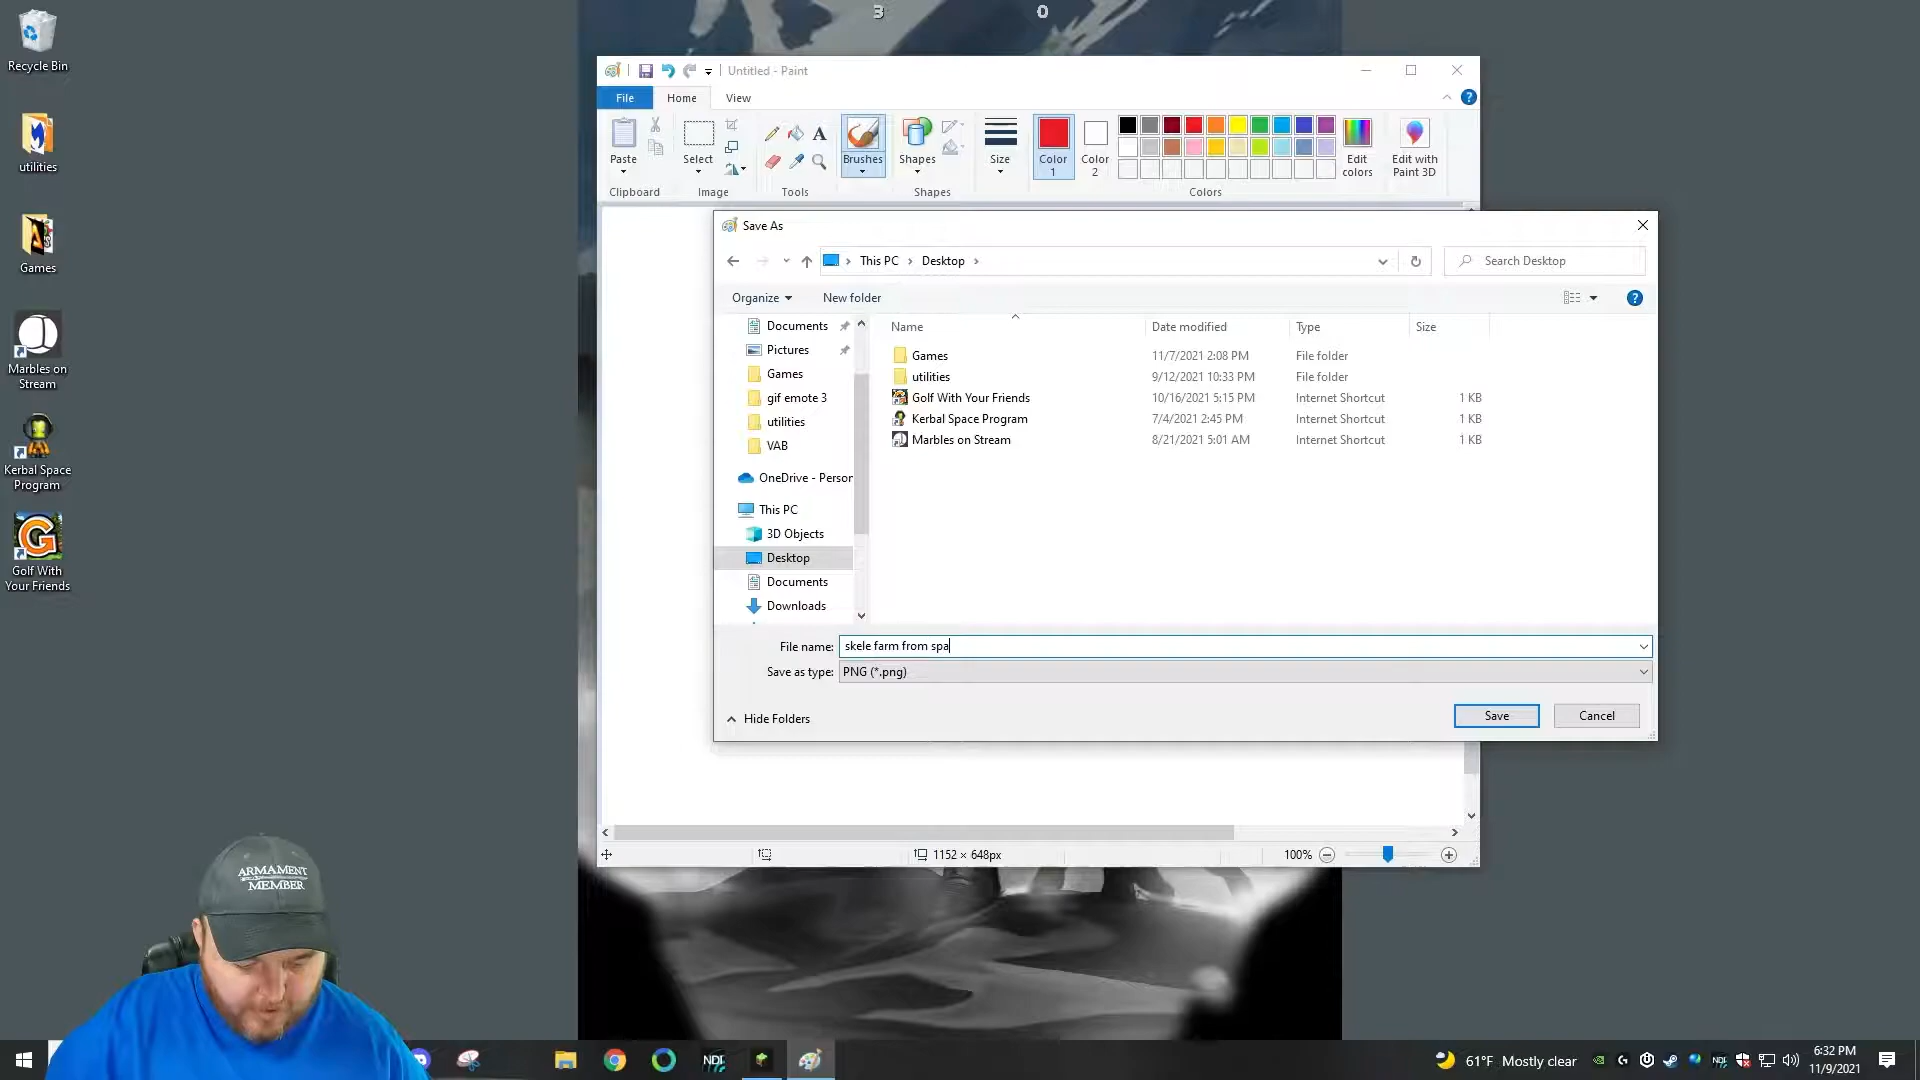 3 0
Recycle Bin
utilities
Games
Marbles on
Stream
Kerbal Space
Program
Golf With
Your Friends
Untitled - Paint
File Home View
Paste
Select
Brushes
Shapes
Size
Color
1
Color
2
Edit
colors
Edit with
Paint 3D
Clipboard Image Tools Shapes Colors
Save As
This PC › Desktop ›
Search Desktop
Organize New folder
Documents
Pictures
Games
gif emote 3
utilities
VAB
OneDrive - Person
This PC
3D Objects
Desktop
Documents
Downloads
Name Date modified Type Size
Games 11/7/2021 2:08 PM File folder
utilities 9/12/2021 10:33 PM File folder
Golf With Your Friends 10/16/2021 5:15 PM Internet Shortcut 1 KB
Kerbal Space Program 7/4/2021 2:45 PM Internet Shortcut 1 KB
Marbles on Stream 8/21/2021 5:01 AM Internet Shortcut 1 KB
File name: skele farm from spa
Save as type: PNG (*.png)
Hide Folders
Save Cancel
1152 × 648px
100%
ARMAMENT
MEMBER
NDI
61°F Mostly clear
6:32 PM
11/9/2021